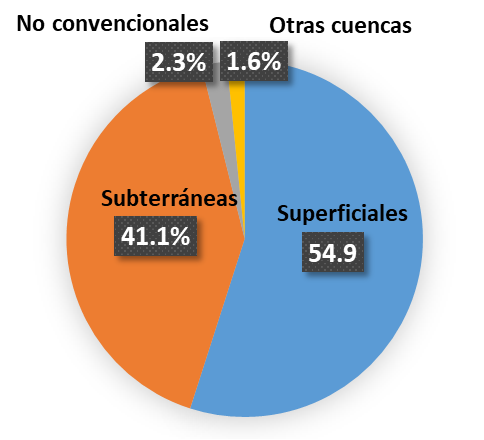 No convencionales
2.3%
Otras cuencas
1.6%
Subterráneas
41.1%
Superficiales
54.9